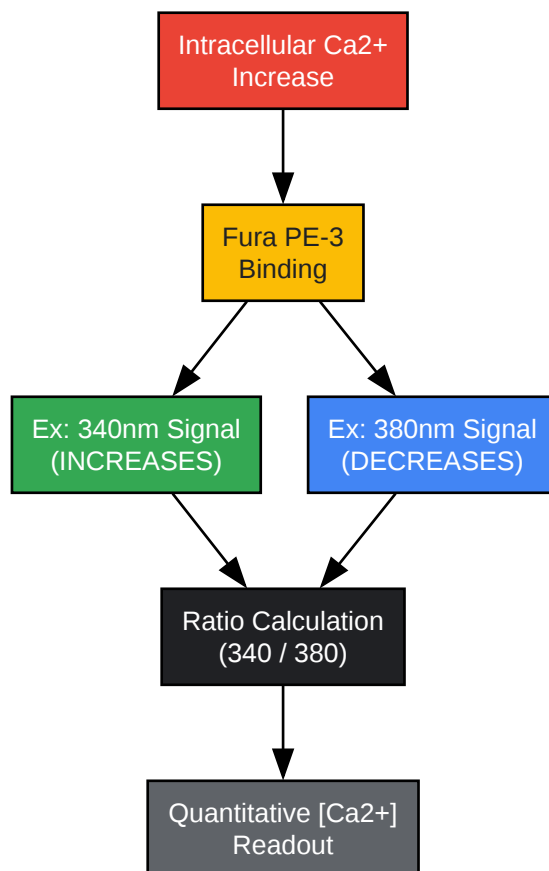 Intracellular Ca2+
Increase
Fura PE-3
Binding
Ex: 340nm Signal
(INCREASES)
Ex: 380nm Signal
(DECREASES)
Ratio Calculation
(340 / 380)
Quantitative [Ca2+]
Readout